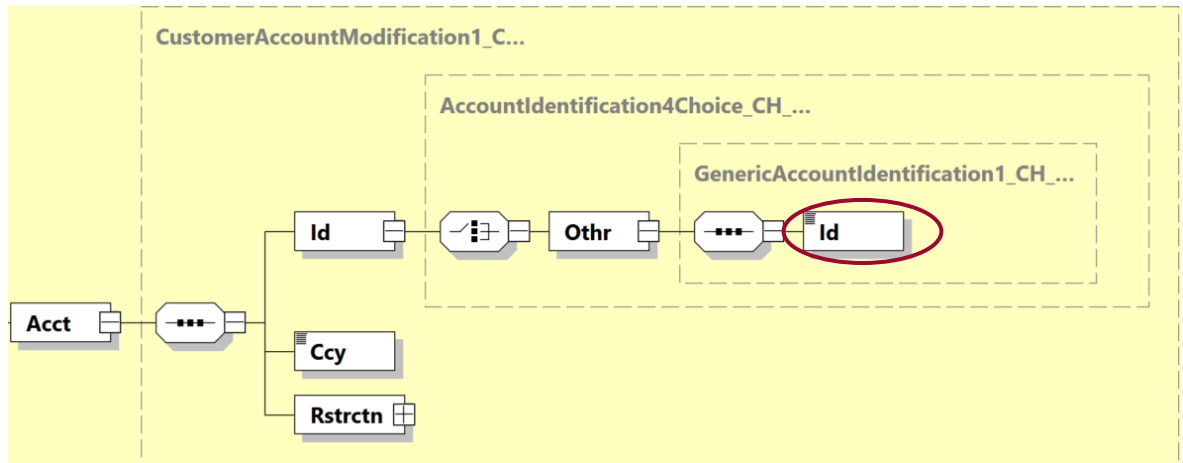 CustomerAccountModification1_C...
AccountIdentification4Choice_CH_...
GenericAccountIdentification1_CH_...
Id
Othr
Id
Acct
Ccy
Rstrctn